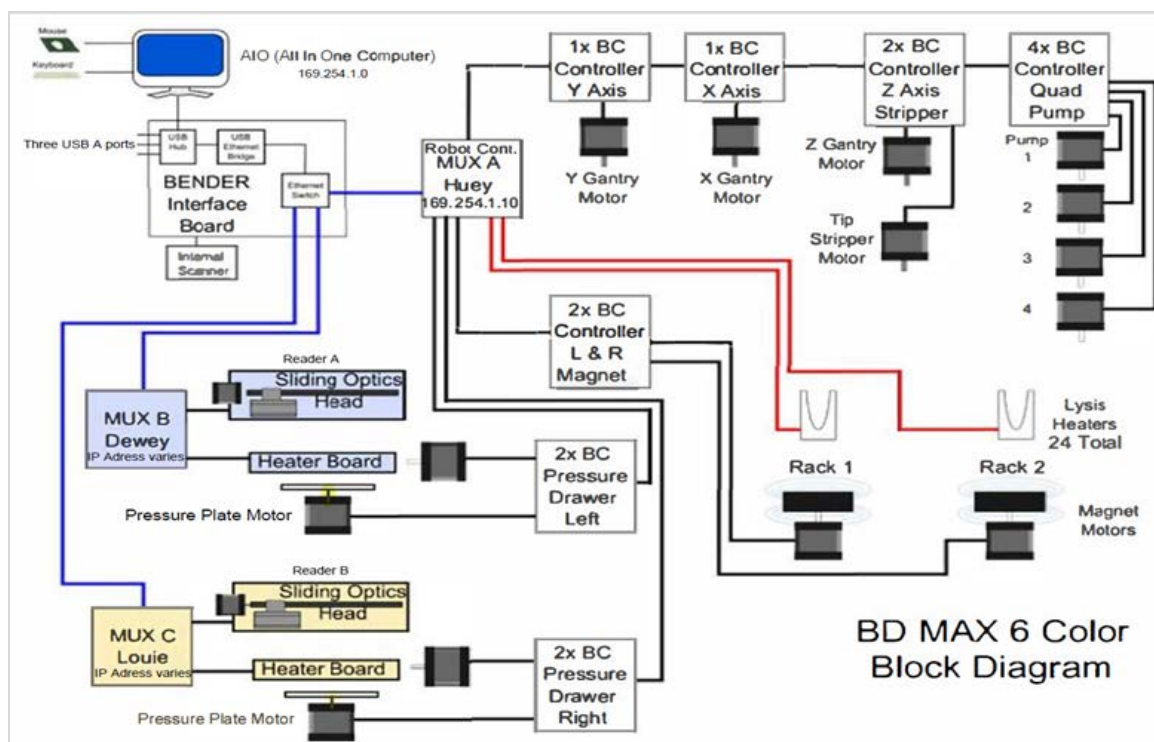 Mouse
Keyboard
AIO (All In One Computer)
169.254.1.0
Three USB A ports
USB
Hub
USB
Ethernet
Bridge
Ethernet
Switch
BENDER
Interface
Board
Internal
Scanner
Robot Cont.
MUX A
Huey
169.254.1.10
1x BC
Controller
Y Axis
Y Gantry
Motor
1x BC
Controller
X Axis
X Gantry
Motor
2x BC
Controller
Z Axis
Stripper
Z Gantry
Motor
Tip
Stripper
Motor
4x BC
Controller
Quad
Pump
Pump
1
2
3
4
2x BC
Controller
L & R
Magnet
Lysis
Heaters
24 Total
Rack 1
Rack 2
Magnet
Motors
Reader A
Sliding Optics
Head
MUX B
Dewey
IP Adress varies
Heater Board
Pressure Plate Motor
2x BC
Pressure
Drawer
Left
Reader B
Sliding Optics
Head
MUX C
Louie
IP Adress varies
Heater Board
Pressure Plate Motor
2x BC
Pressure
Drawer
Right
BD MAX 6 Color
Block Diagram